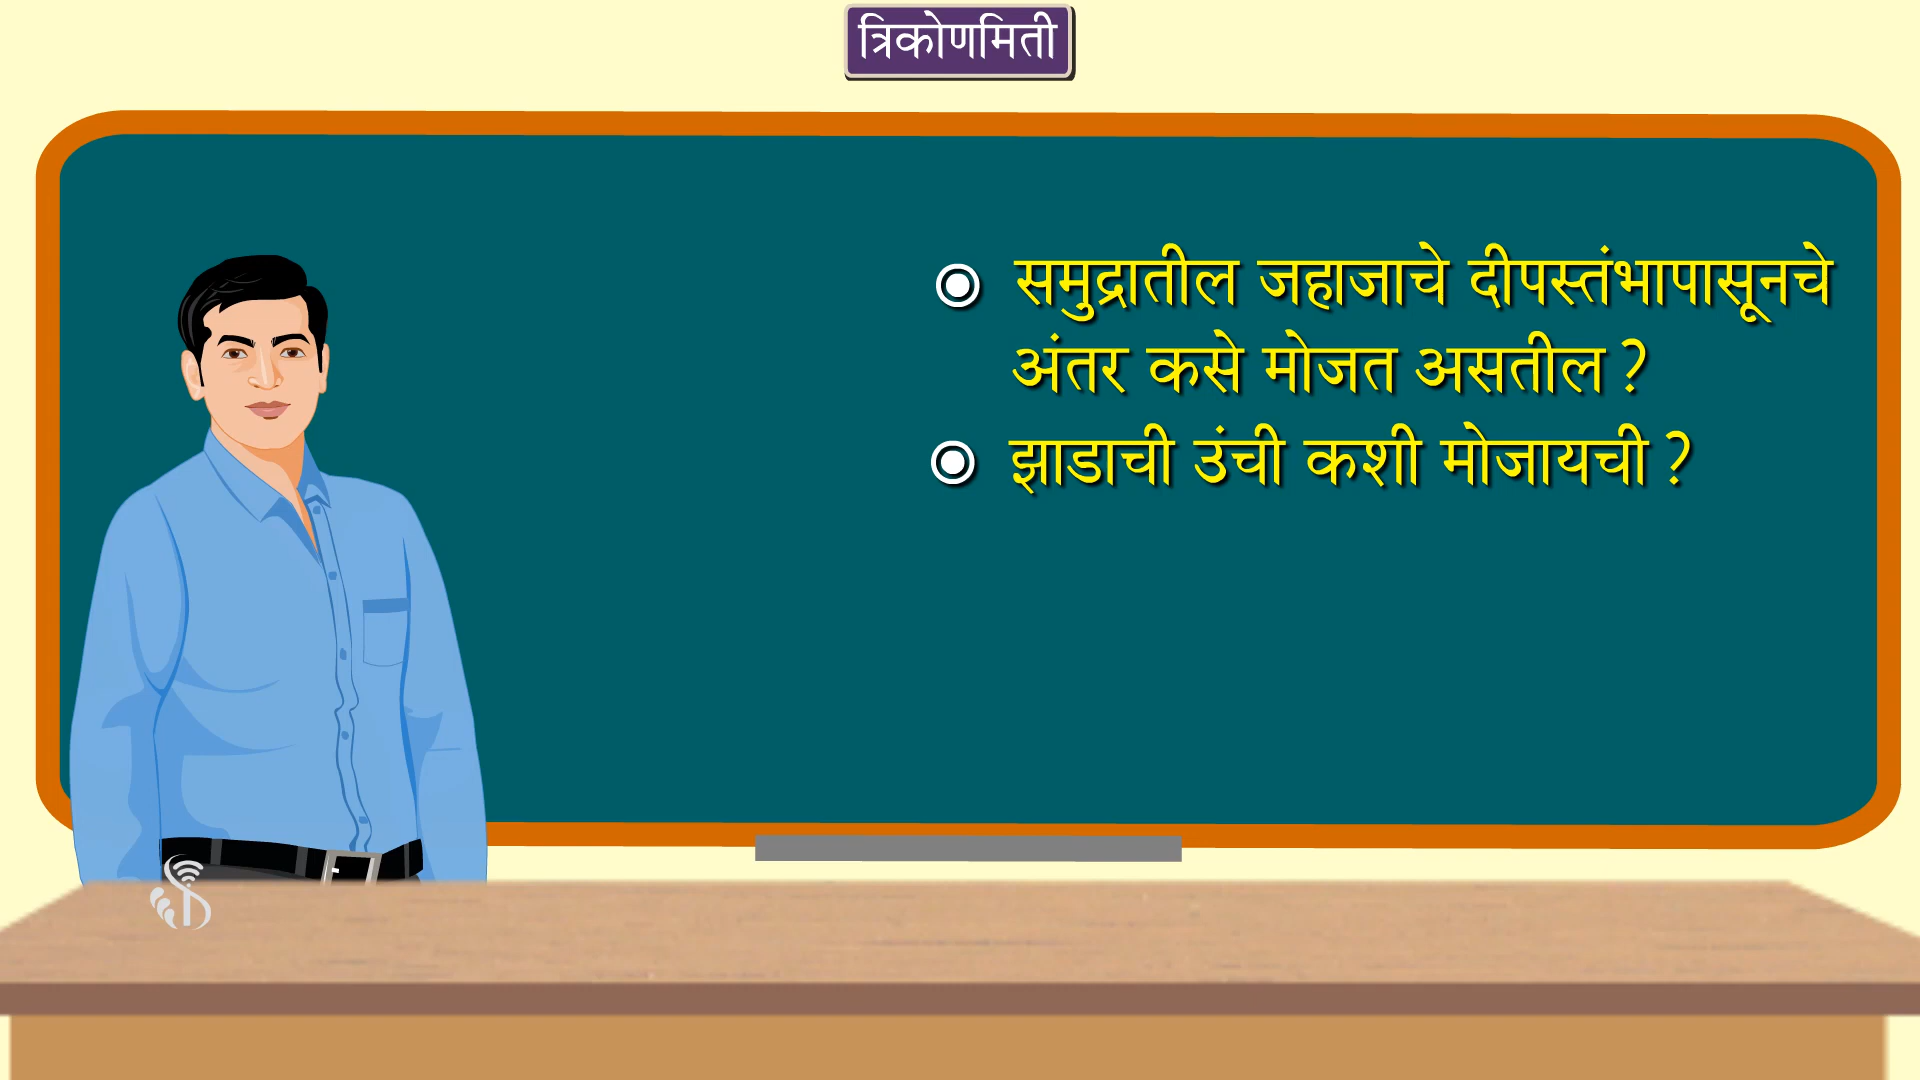 त्रिकोणमिती
समुद्रातील जहाजाचे दीपस्तंभापासूनचे
अंतर कसे मोजत असतील ?
झाडाची उंची कशी मोजायची ?